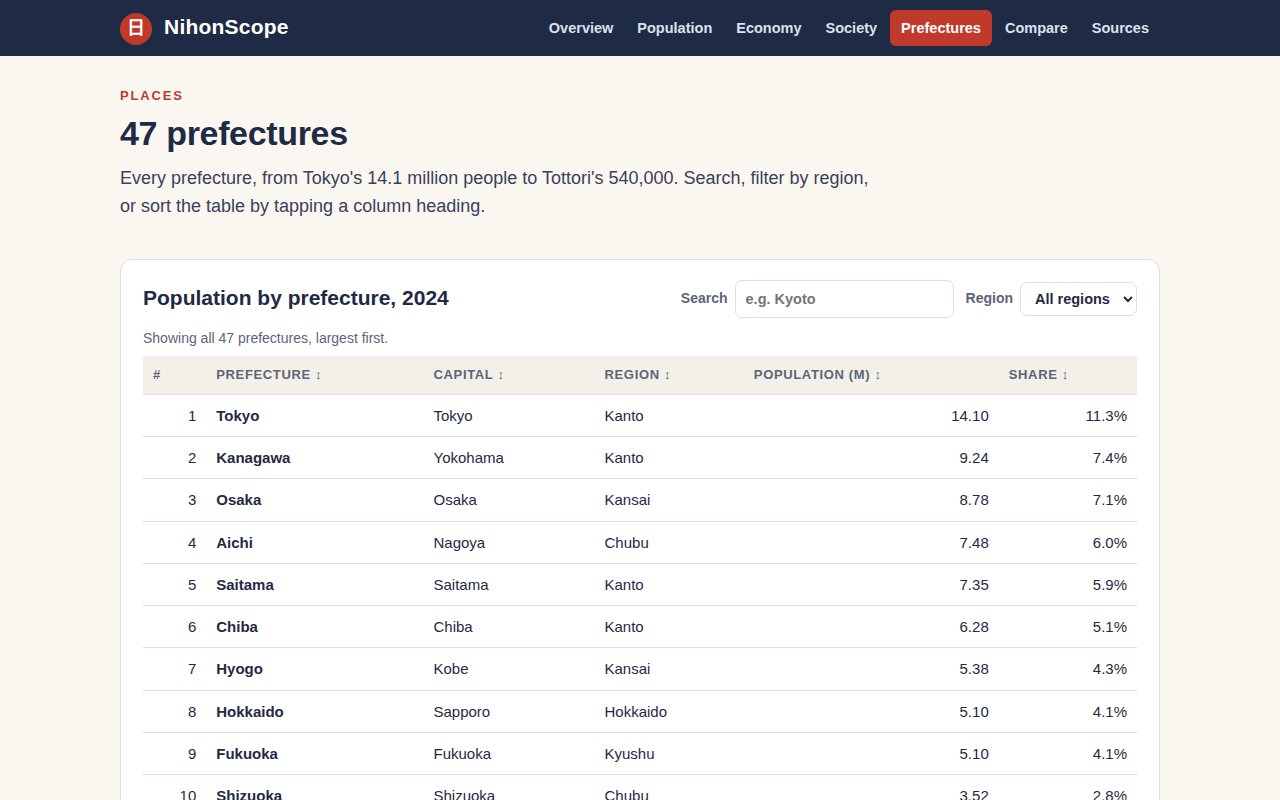 日 NihonScope Overview Population Economy Society Prefectures Compare Sources
PLACES
47 prefectures
Every prefecture, from Tokyo's 14.1 million people to Tottori's 540,000. Search, filter by region,
or sort the table by tapping a column heading.
Population by prefecture, 2024 Search e.g. Kyoto Region All regions
Showing all 47 prefectures, largest first.
# PREFECTURE ↕ CAPITAL ↕ REGION ↕ POPULATION (M) ↕ SHARE ↕
1 Tokyo Tokyo Kanto 14.10 11.3%
2 Kanagawa Yokohama Kanto 9.24 7.4%
3 Osaka Osaka Kansai 8.78 7.1%
4 Aichi Nagoya Chubu 7.48 6.0%
5 Saitama Saitama Kanto 7.35 5.9%
6 Chiba Chiba Kanto 6.28 5.1%
7 Hyogo Kobe Kansai 5.38 4.3%
8 Hokkaido Sapporo Hokkaido 5.10 4.1%
9 Fukuoka Fukuoka Kyushu 5.10 4.1%
10 Shizuoka Shizuoka Chubu 3.52 2.8%